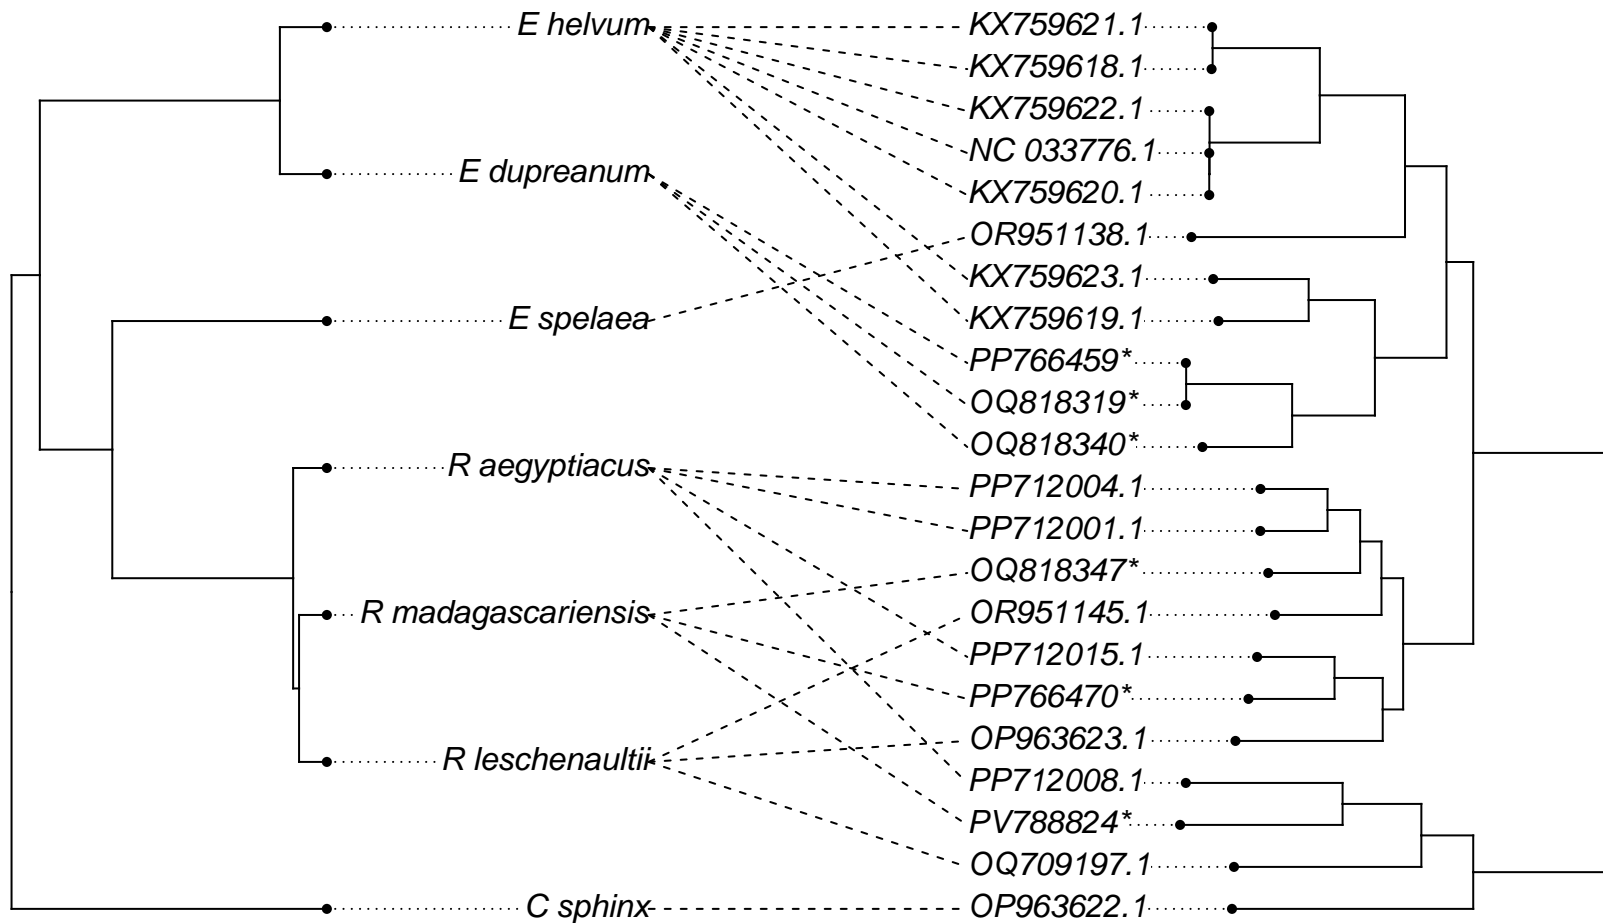 E helvum
E dupreanum
E spelaea
R aegyptiacus
R madagascariensis
R leschenaultii
C sphinx
KX759621.1
KX759618.1
KX759622.1
NC 033776.1
KX759620.1
OR951138.1
KX759623.1
KX759619.1
PP766459*
OQ818319*
OQ818340*
PP712004.1
PP712001.1
OQ818347*
OR951145.1
PP712015.1
PP766470*
OP963623.1
PP712008.1
PV788824*
OQ709197.1
OP963622.1